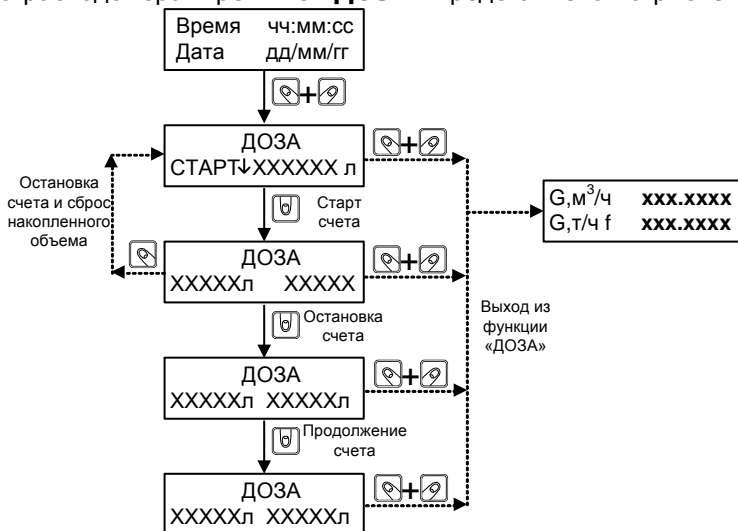 Время чч:мм:сс
Дата дд/мм/гг
+
ДОЗА
СТАРТ↓XXXXXX л
+
Остановка
счета и сброс
накопленного
объема
Старт
счета
G,м³/ч xxx.xxxx
G,т/ч f xxx.xxxx
ДОЗА
XXXXXл XXXXX
+
Остановка
счета
Выход из
функции
«ДОЗА»
ДОЗА
XXXXXл XXXXXл
+
Продолжение
счета
ДОЗА
XXXXXл XXXXXл
+